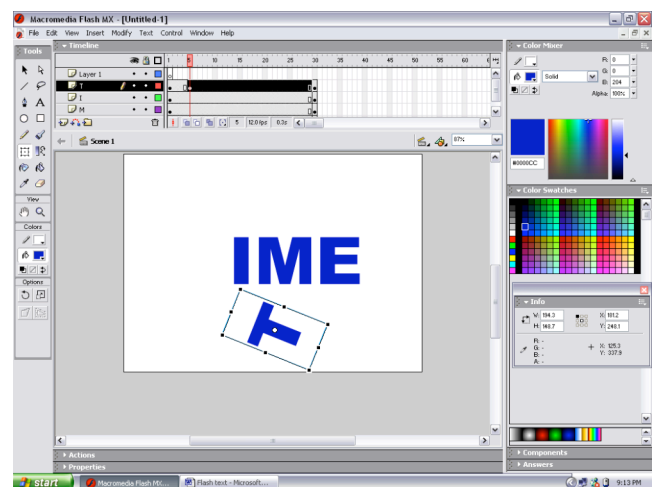 Macromedia Flash MX - [Untitled-1]
File Edit View Insert Modify Text Control Window Help
Tools
Timeline
1 5 10 15 20 25 30 35 40 45 50 55 60
Layer 1
T
I
M
5 12.0 fps 0.3s
Scene 1
87%
A
View
Colors
Options
IME
T
Color Mixer
Solid
R: 0
G: 0
B: 204
Alpha: 100%
#0000CC
Color Swatches
Info
W: 194.3 X: 181.2
H: 148.7 Y: 248.1
R: -
G: - X: 125.3
B: - Y: 337.9
A: -
Actions
Properties
Components
Answers
start Macromedia Flash MX... Flash text - Microsoft... 9:13 PM